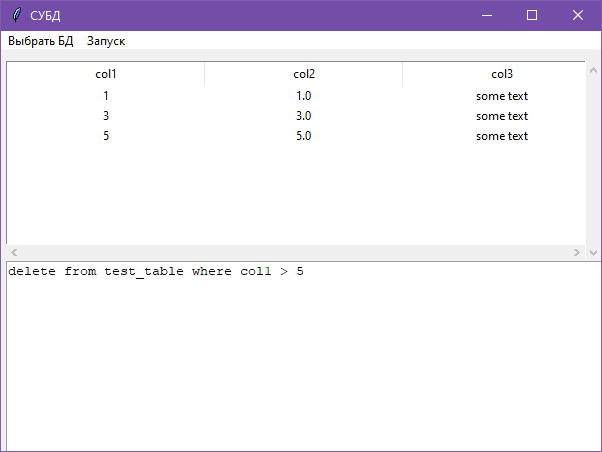 СУБД
Выбрать БД Запуск
col1 col2 col3
1 1.0 some text
3 3.0 some text
5 5.0 some text
delete from test_table where col1 > 5